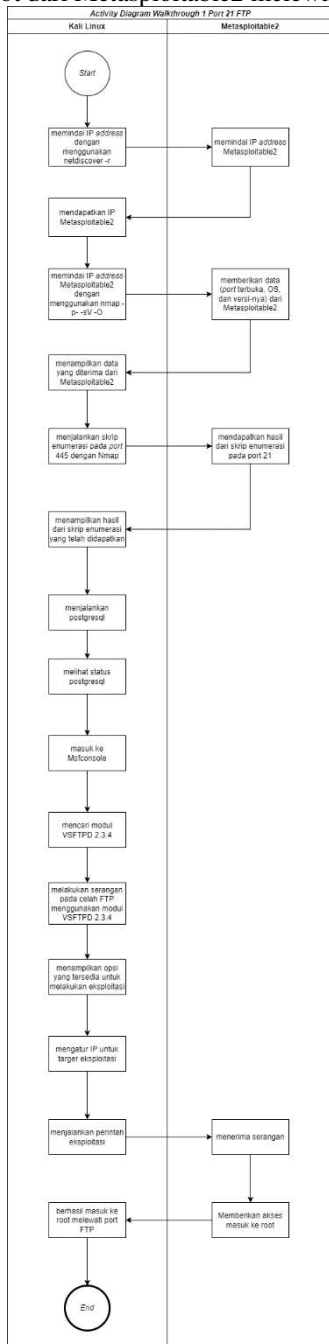 Activity Diagram Walkthrough 1 Port 21 FTP
Kali Linux
Metasploitable2
Start
memindai IP address
dengan
menggunakan
netdiscover -r
memindai IP address
Metasploitable2
mendapatkan IP
Metasploitable2
memindai IP address
Metasploitable2
dengan
menggunakan nmap -
p- -sV -O
memberikan data
(port terbuka, OS,
dan versi-nya) dari
Metasploitable2
menampilkan data
yang diterima dari
Metasploitable2
menjalankan skrip
enumerasi pada port
445 dengan Nmap
mendapatkan hasil
dari skrip enumerasi
pada port 21
menampilkan hasil
dari skrip enumerasi
yang telah didapatkan
menjalankan
postgresql
melihat status
postgresql
masuk ke
Msfconsole
mencari modul
VSFTPD 2.3.4
melakukan serangan
pada celah FTP
menggunakan modul
VSFTPD 2.3.4
menampilkan opsi
yang tersedia untuk
melakukan eksploitasi
mengatur IP untuk
targer eksploitasi
menjalankan perintah
eksploitasi
menerima serangan
berhasil masuk ke
root melewati port
FTP
Memberikan akses
masuk ke root
End